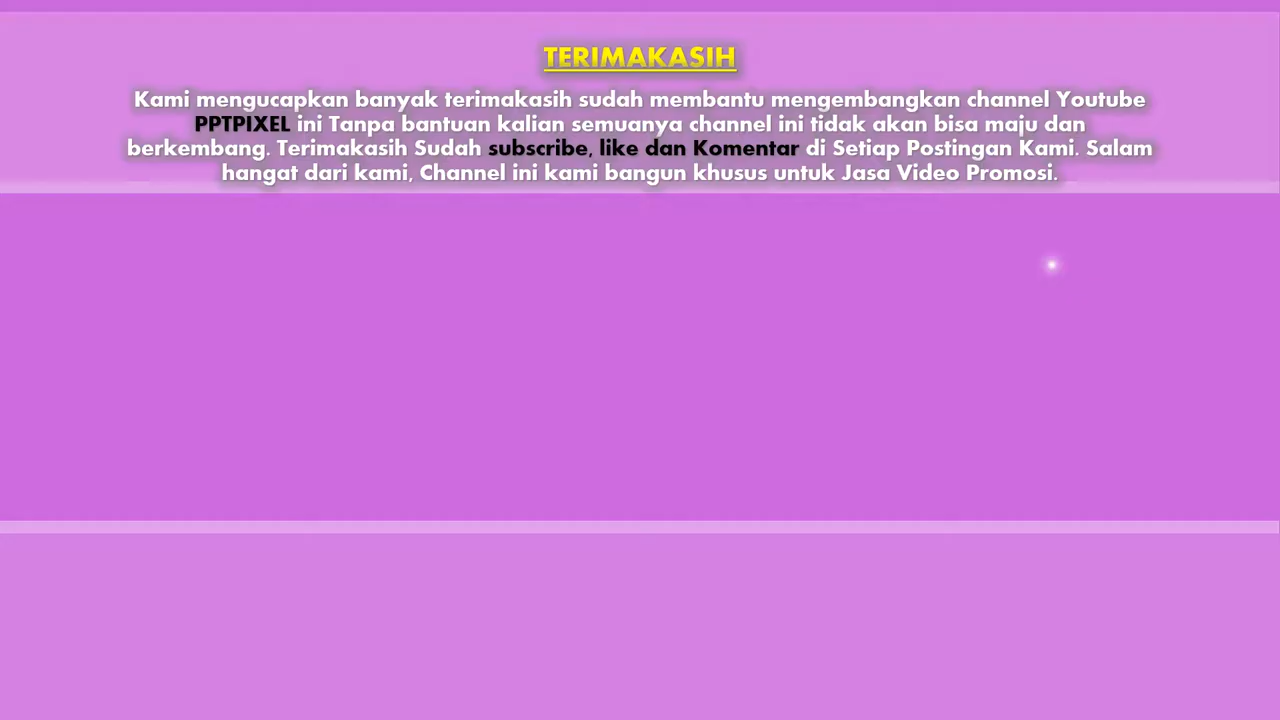 TERIMAKASIH
Kami mengucapkan banyak terimakasih sudah membantu mengembangkan channel Youtube
PPTPIXEL ini Tanpa bantuan kalian semuanya channel ini tidak akan bisa maju dan
berkembang. Terimakasih Sudah subscribe, like dan Komentar di Setiap Postingan Kami. Salam
hangat dari kami, Channel ini kami bangun khusus untuk Jasa Video Promosi.